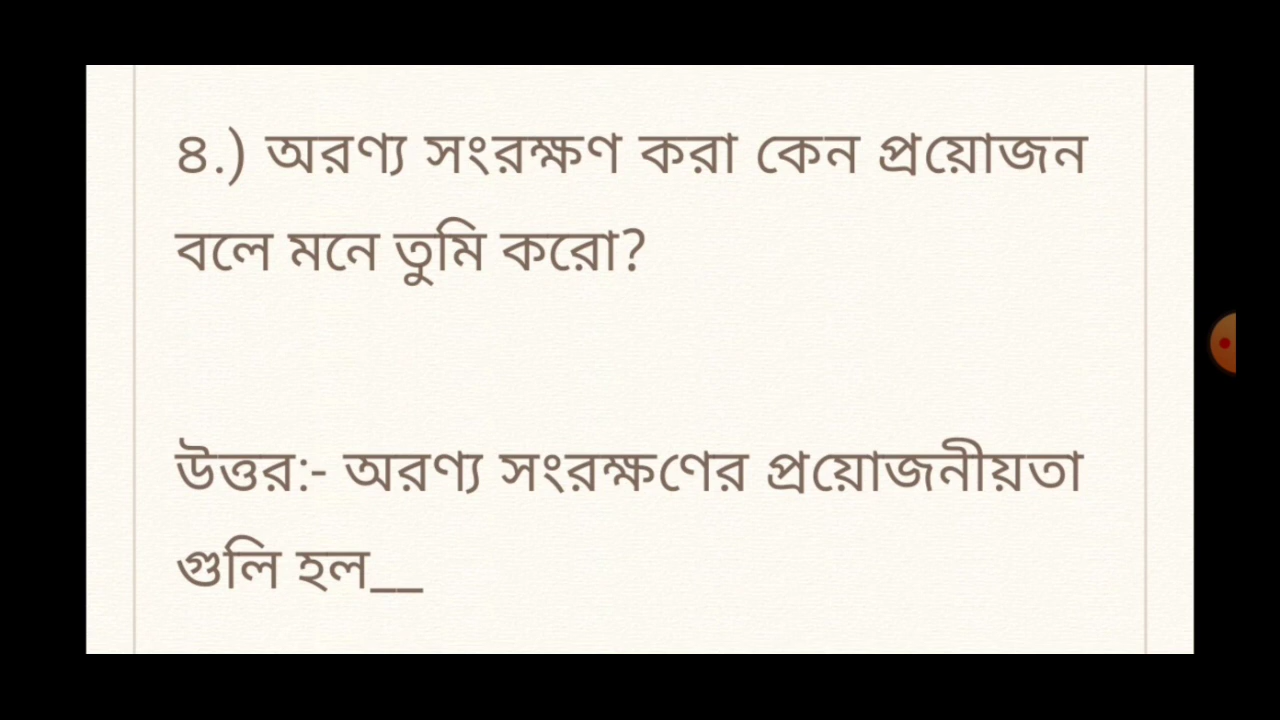 ৪.) অরণ্য সংরক্ষণ করা কেন প্রয়োজন
বলে মনে তুমি করো?
উত্তর:- অরণ্য সংরক্ষণের প্রয়োজনীয়তা
গুলি হল__